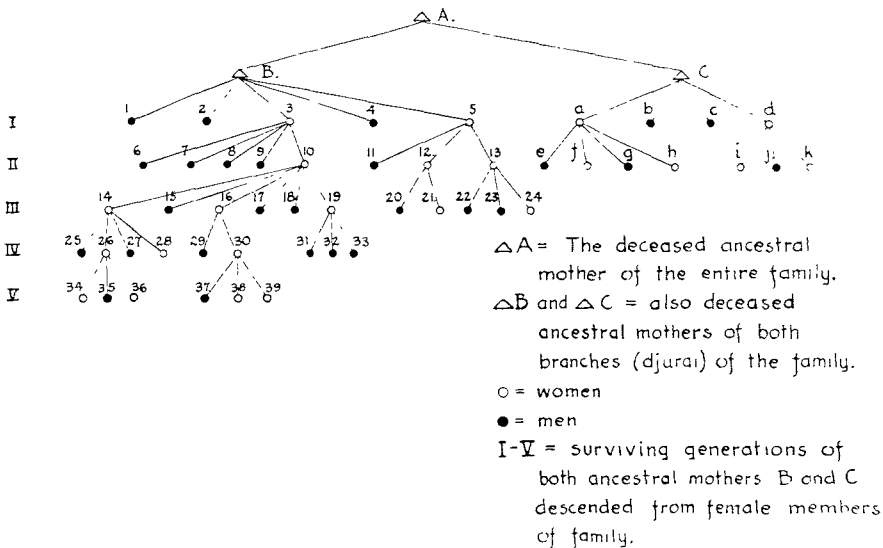 A.
B. C
I 1 2 3 4 5 a b c d
II 6 7 8 9 10 11 12 13 e f g h i j k
III 14 15 16 17 18 19 20 21 22 23 24
IV 25 26 27 28 29 30 31 32 33
V 34 35 36 37 38 39
A = The deceased ancestral
mother of the entire family.
B and C = also deceased
ancestral mothers of both
branches (djurai) of the family.
= women
= men
I-V = surviving generations of
both ancestral mothers B and C
descended from female members
of family.